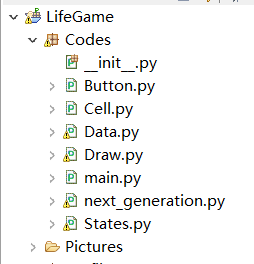 LifeGame
Codes
__init__.py
Button.py
Cell.py
Data.py
Draw.py
main.py
next_generation.py
States.py
Pictures